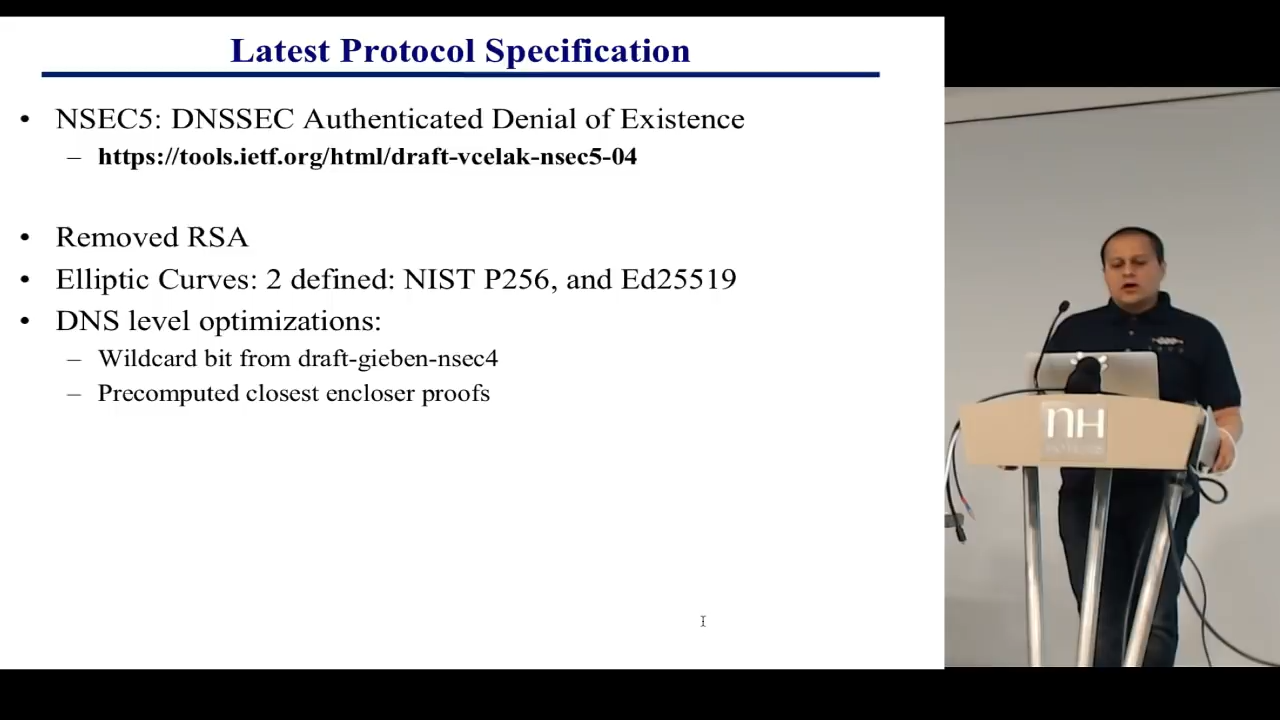 Latest Protocol Specification
• NSEC5: DNSSEC Authenticated Denial of Existence
– https://tools.ietf.org/html/draft-vcelak-nsec5-04
• Removed RSA
• Elliptic Curves: 2 defined: NIST P256, and Ed25519
• DNS level optimizations:
– Wildcard bit from draft-gieben-nsec4
– Precomputed closest encloser proofs
nH